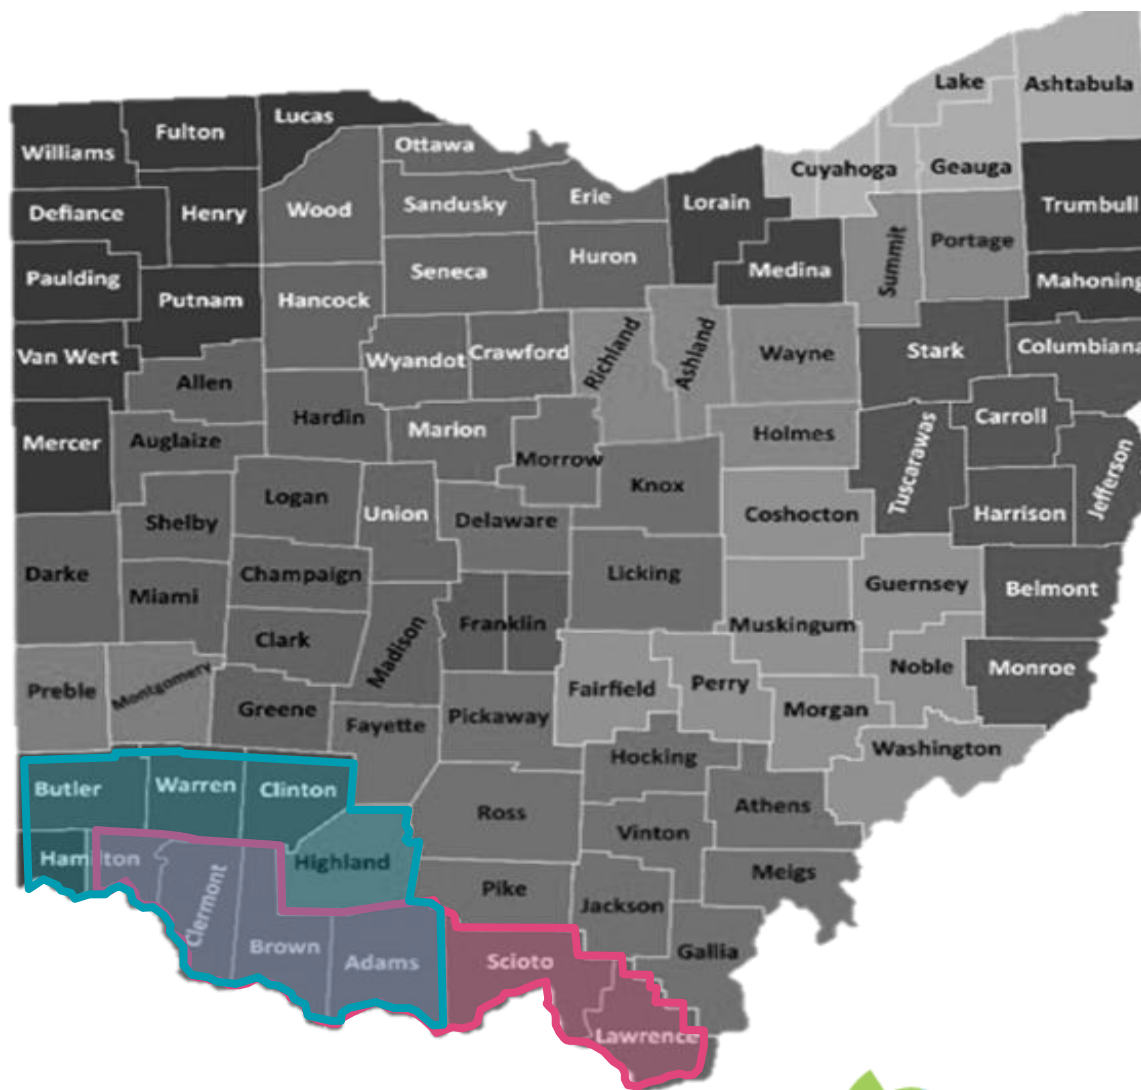 Lake
Ashtabula
Lucas
Fulton
Ottawa
Williams
Cuyahoga
Geauga
Erie
Sandusky
Lorain
Trumbull
Defiance
Henry
Wood
Portage
Summit
Huron
Seneca
Medina
Mahoning
Paulding
Putnam
Hancock
Van Wert
Wyandot
Crawford
Richland
Ashland
Wayne
Stark
Columbiana
Allen
Hardin
Marion
Carroll
Mercer
Auglaize
Morrow
Holmes
Tuscarawas
Jefferson
Knox
Logan
Union
Delaware
Coshocton
Harrison
Shelby
Darke
Champaign
Licking
Guernsey
Belmont
Miami
Clark
Madison
Franklin
Muskingum
Preble
Montgomery
Greene
Fayette
Pickaway
Fairfield
Perry
Noble
Monroe
Morgan
Washington
Hocking
Butler
Warren
Clinton
Ross
Athens
Vinton
Hamilton
Highland
Pike
Meigs
Clermont
Jackson
Brown
Adams
Scioto
Gallia
Lawrence